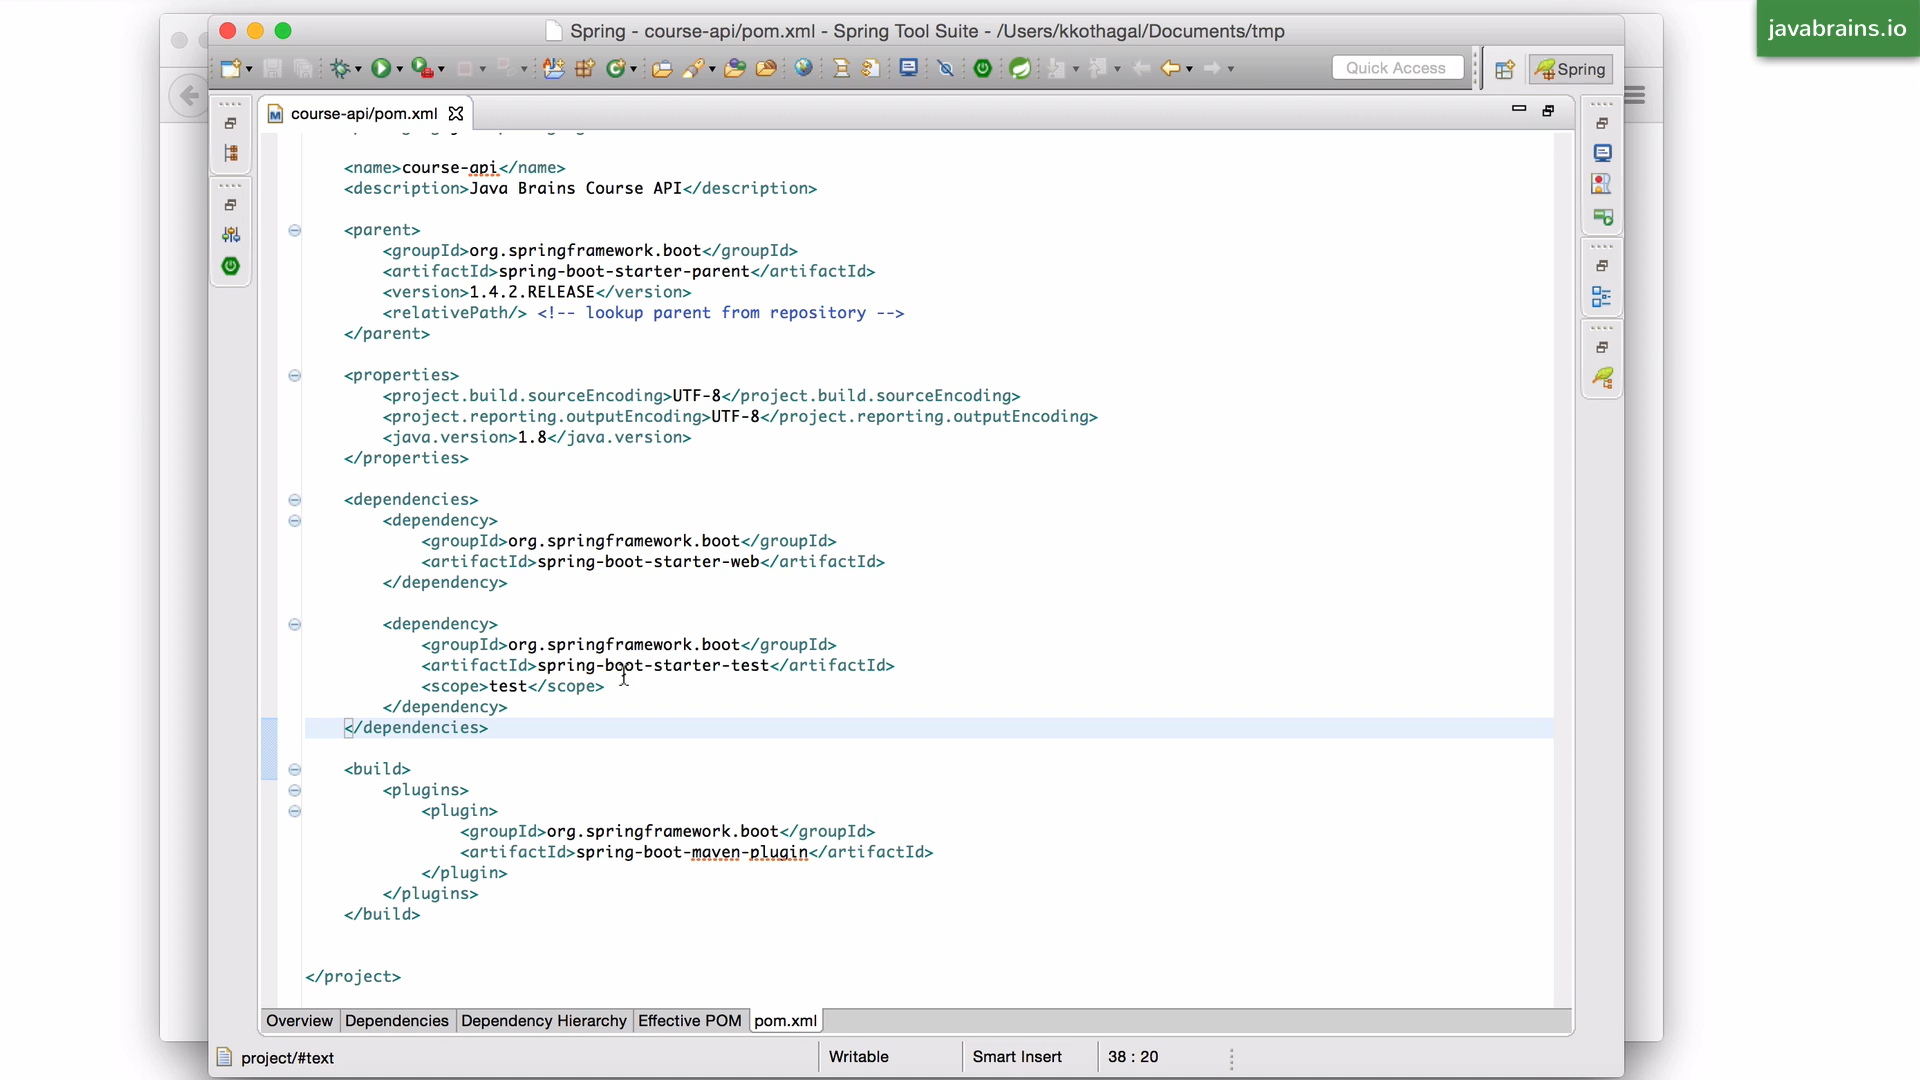 javabrains.io
Spring - course-api/pom.xml - Spring Tool Suite - /Users/kkothagal/Documents/tmp
Quick Access
Spring
course-api/pom.xml
<name>course-api</name>
<description>Java Brains Course API</description>
<parent>
<groupId>org.springframework.boot</groupId>
<artifactId>spring-boot-starter-parent</artifactId>
<version>1.4.2.RELEASE</version>
<relativePath/> <!-- lookup parent from repository -->
</parent>
<properties>
<project.build.sourceEncoding>UTF-8</project.build.sourceEncoding>
<project.reporting.outputEncoding>UTF-8</project.reporting.outputEncoding>
<java.version>1.8</java.version>
</properties>
<dependencies>
<dependency>
<groupId>org.springframework.boot</groupId>
<artifactId>spring-boot-starter-web</artifactId>
</dependency>
<dependency>
<groupId>org.springframework.boot</groupId>
<artifactId>spring-boot-starter-test</artifactId>
<scope>test</scope>
</dependency>
</dependencies>
<build>
<plugins>
<plugin>
<groupId>org.springframework.boot</groupId>
<artifactId>spring-boot-maven-plugin</artifactId>
</plugin>
</plugins>
</build>
</project>
Overview Dependencies Dependency Hierarchy Effective POM pom.xml
project/#text Writable Smart Insert 38 : 20